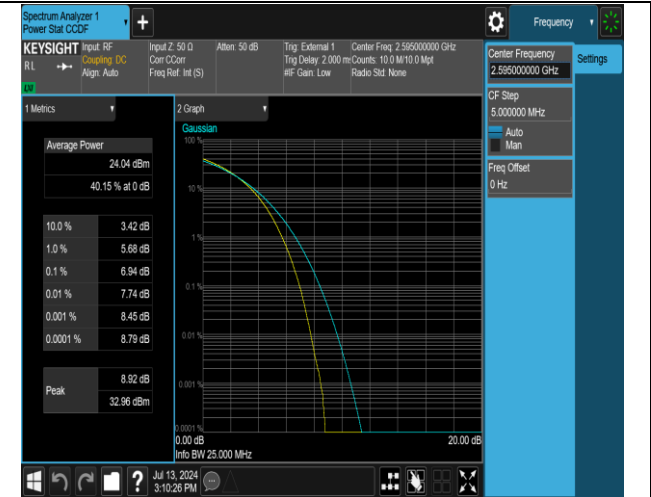 Spectrum Analyzer 1
Power Stat CCDF
+
Frequency
KEYSIGHT
RL
LXI
Input: RF
Coupling: DC
Align: Auto
Input Z: 50 Ω
Corr CCorr
Freq Ref: Int (S)
Atten: 50 dB
Trig: External 1
Trig Delay: 2.000 ms
#IF Gain: Low
Center Freq: 2.595000000 GHz
Counts: 10.0 M/10.0 Mpt
Radio Std: None
Center Frequency
2.595000000 GHz
Settings
CF Step
5.000000 MHz
Auto
Man
Freq Offset
0 Hz
1 Metrics
Average Power
24.04 dBm
40.15 % at 0 dB
10.0 % 3.42 dB
1.0 % 5.68 dB
0.1 % 6.94 dB
0.01 % 7.74 dB
0.001 % 8.45 dB
0.0001 % 8.79 dB
Peak
8.92 dB
32.96 dBm
2 Graph
Gaussian
100 %
10 %
1 %
0.1 %
0.01 %
0.001 %
0.0001 %
0.00 dB
20.00 dB
Info BW 25.000 MHz
?
Jul 13, 2024
3:10:26 PM